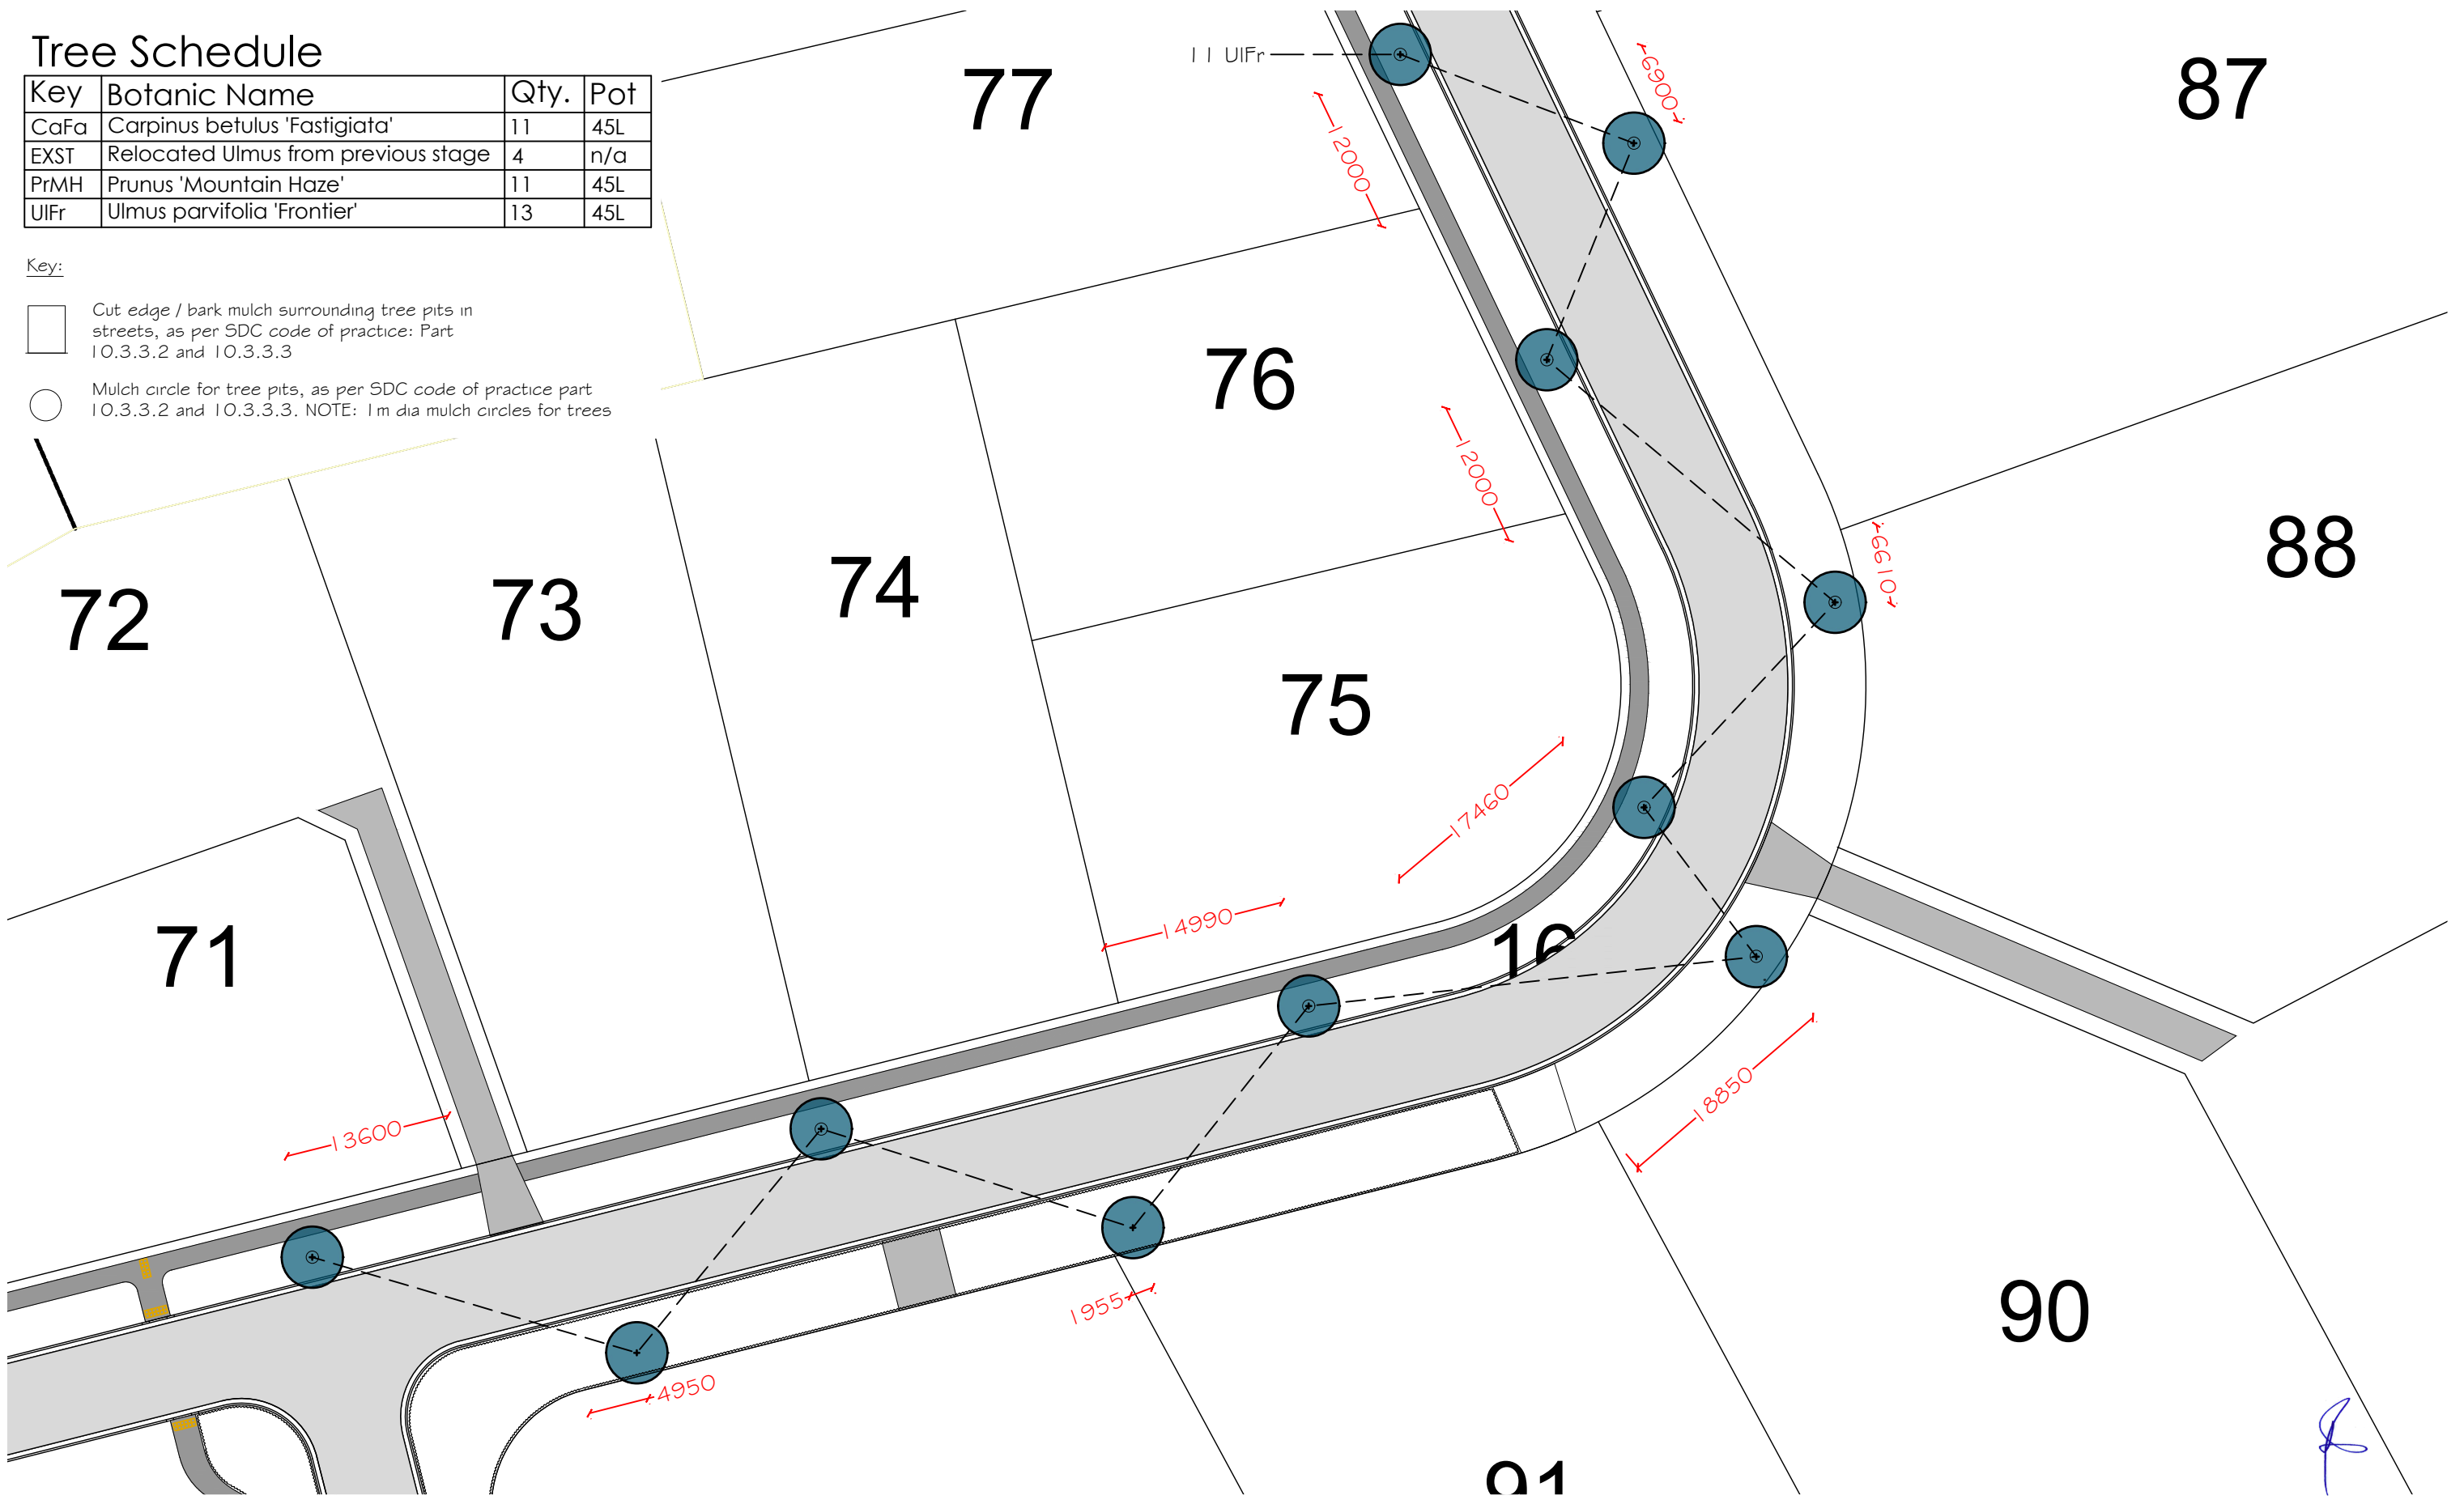 Tree Schedule
Key Botanic Name Qty. Pot
CaFa Carpinus betulus 'Fastigiata' 11 45L
EXST Relocated Ulmus from previous stage 4 n/a
PrMH Prunus 'Mountain Haze' 11 45L
UlFr Ulmus parvifolia 'Frontier' 13 45L
Key:
Cut edge / bark mulch surrounding tree pits in
streets, as per SDC code of practice: Part
10.3.3.2 and 10.3.3.3
Mulch circle for tree pits, as per SDC code of practice part
10.3.3.2 and 10.3.3.3. NOTE: 1m dia mulch circles for trees
11 UlFr
77
87
6900
12000
76
12000
88
6610
72
73
74
75
17460
14990
71
16
18850
13600
1955
4950
90
91